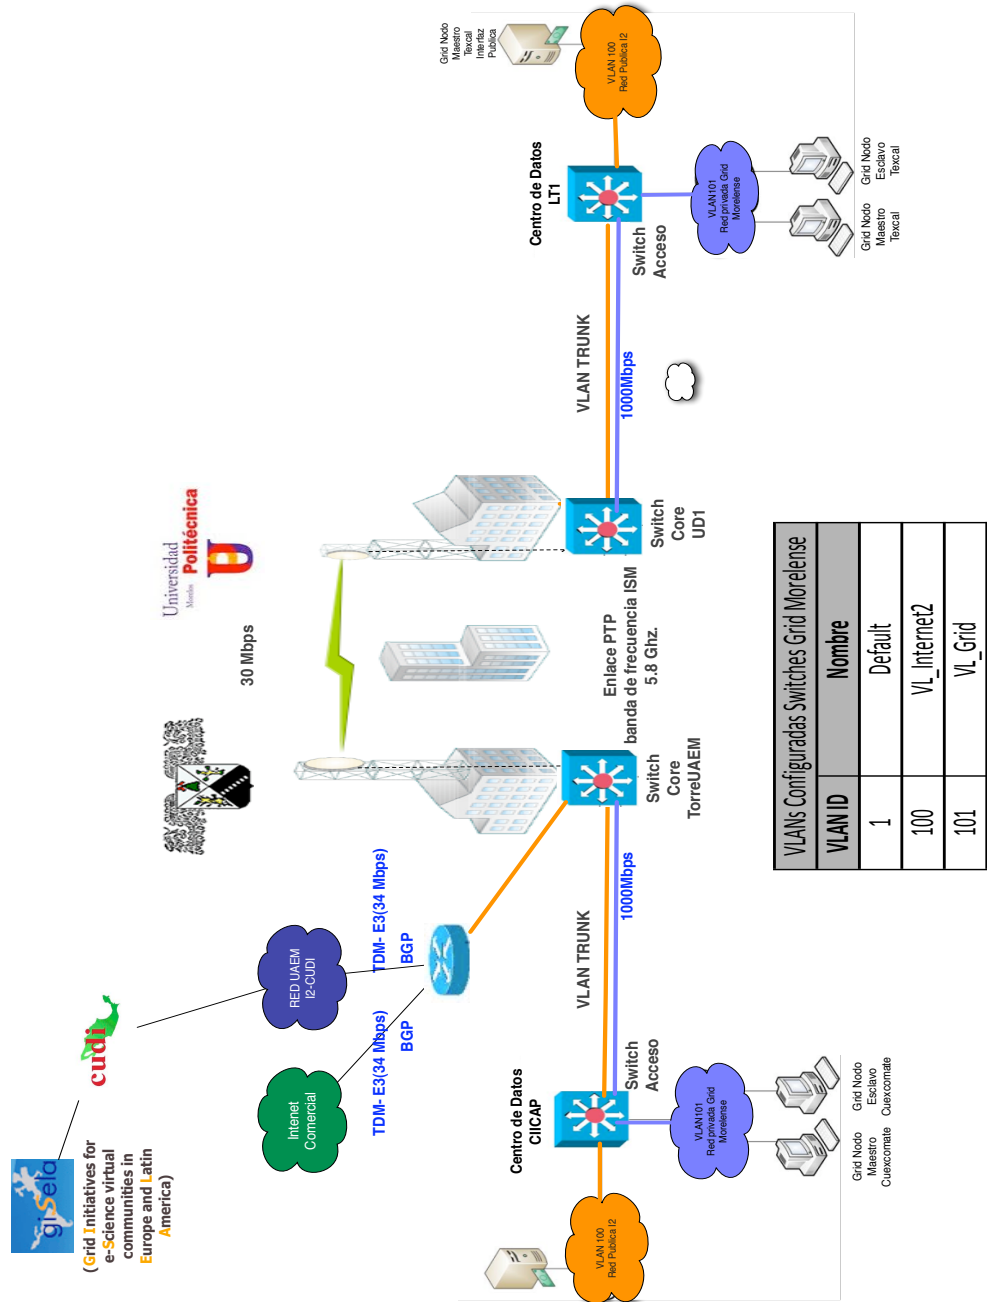 giSela
(Grid Initiatives for
e-Science virtual
communities in
Europe and Latin
America)
cudi
RED UAEM
I2-CUDI
Intenet
Comercial
TDM- E3(34 Mbps)
BGP
TDM- E3(34 Mbps)
BGP
30 Mbps
Universidad
Politécnica
Morelos
Enlace PTP
banda de frecuencia ISM
5.8 Ghz.
Centro de Datos
CIICAP
Switch
Acceso
VLAN TRUNK
1000Mbps
Switch
Core
TorreUAEM
Switch
Core
UD1
VLAN TRUNK
1000Mbps
Centro de Datos
LT1
Switch
Acceso
VLAN 100
Red Publica I2
VLAN101
Red privada Grid
Morelense
Grid Nodo
Maestro
Cuexcomate
Grid Nodo
Esclavo
Cuexcomate
Grid Nodo
Maestro
Texcal
Interfaz
Publica
VLAN 100
Red Publica I2
VLAN101
Red privada Grid
Morelense
Grid Nodo
Maestro
Texcal
Grid Nodo
Esclavo
Texcal
VLANs Configuradas Switches Grid Morelense
VLAN ID Nombre
1 Default
100 VL_Internet2
101 VL_Grid